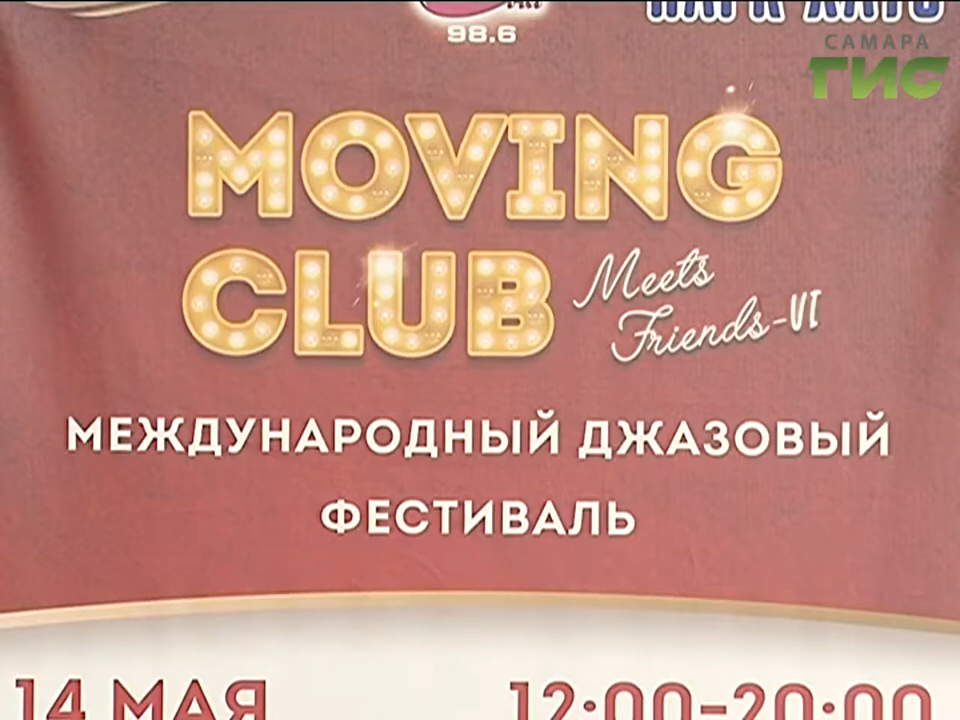 98.6
САМАРА
ГИС
MOVING
CLUB
Meets
Friends-VI
МЕЖДУНАРОДНЫЙ ДЖАЗОВЫЙ
ФЕСТИВАЛЬ
14 МАЯ
12:00-20:00